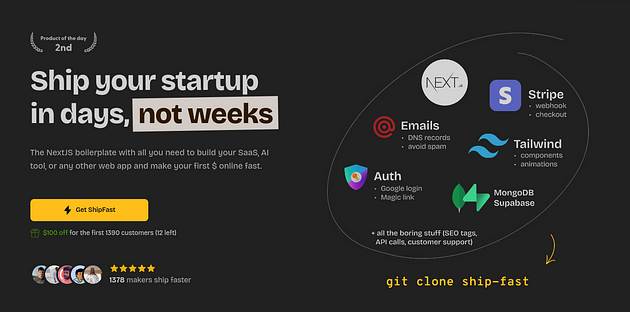 Product of the day
2nd
Ship your startup
in days, not weeks
The NextJS boilerplate with all you need to build your SaaS, AI
tool, or any other web app and make your first $ online fast.
Get ShipFast
$100 off for the first 1390 customers (12 left)
1378 makers ship faster
NEXT.js
Stripe
• webhook
• checkout
Emails
• DNS records
• avoid spam
Tailwind
• components
• animations
Auth
• Google login
• Magic link
MongoDB
Supabase
+ all the boring stuff (SEO tags,
API calls, customer support)
git clone ship-fast